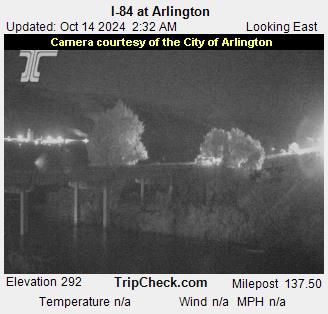 I-84 at Arlington
Updated: Oct 14 2024 2:32 AM Looking East
Camera courtesy of the City of Arlington
Elevation 292 TripCheck.com Milepost 137.50
Temperature n/a Wind n/a MPH n/a